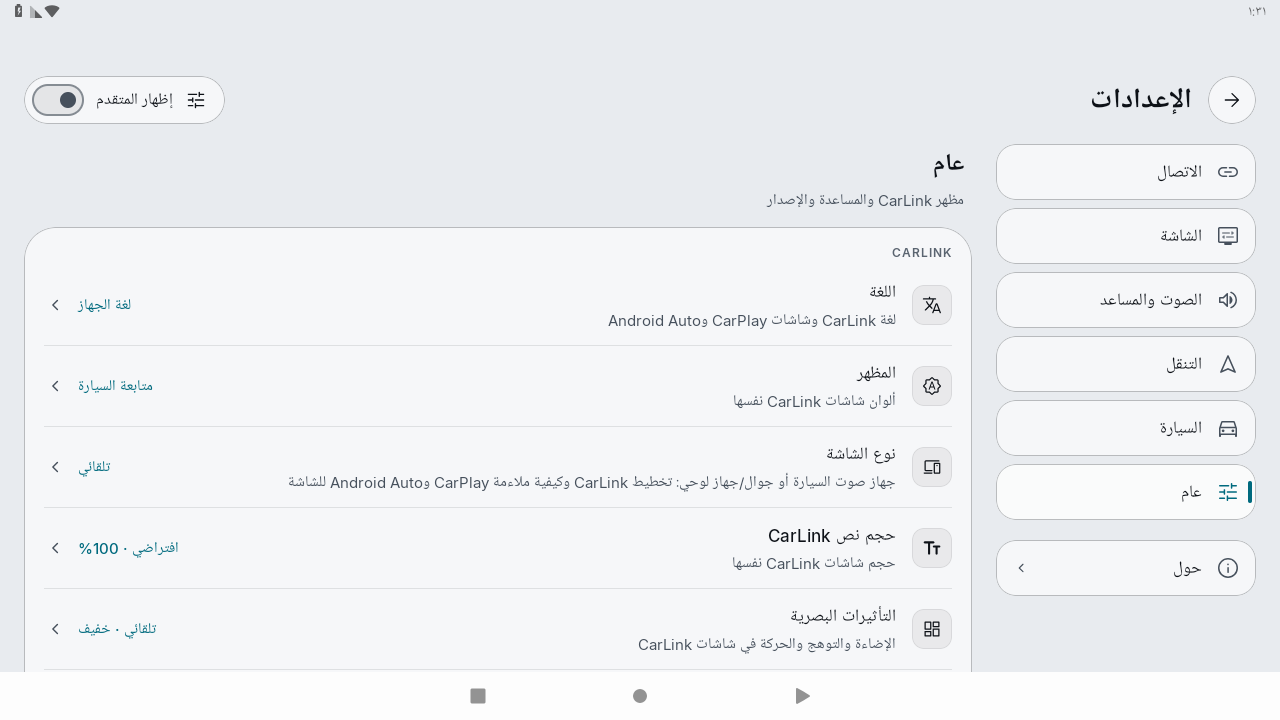 ١:٣١
الإعدادات
إظهار المتقدم
الاتصال
الشاشة
الصوت والمساعد
التنقل
السيارة
عام
حول
عام
مظهر CarLink والمساعدة والإصدار
CARLINK
اللغة
لغة CarLink وشاشات CarPlay وAndroid Auto
لغة الجهاز
المظهر
ألوان شاشات CarLink نفسها
متابعة السيارة
نوع الشاشة
جهاز صوت السيارة أو جوال/جهاز لوحي: تخطيط CarLink وكيفية ملاءمة CarPlay وAndroid Auto للشاشة
تلقائي
حجم نص CarLink
حجم شاشات CarLink نفسها
افتراضي · 100%
التأثيرات البصرية
الإضاءة والتوهج والحركة في شاشات CarLink
تلقائي · خفيف